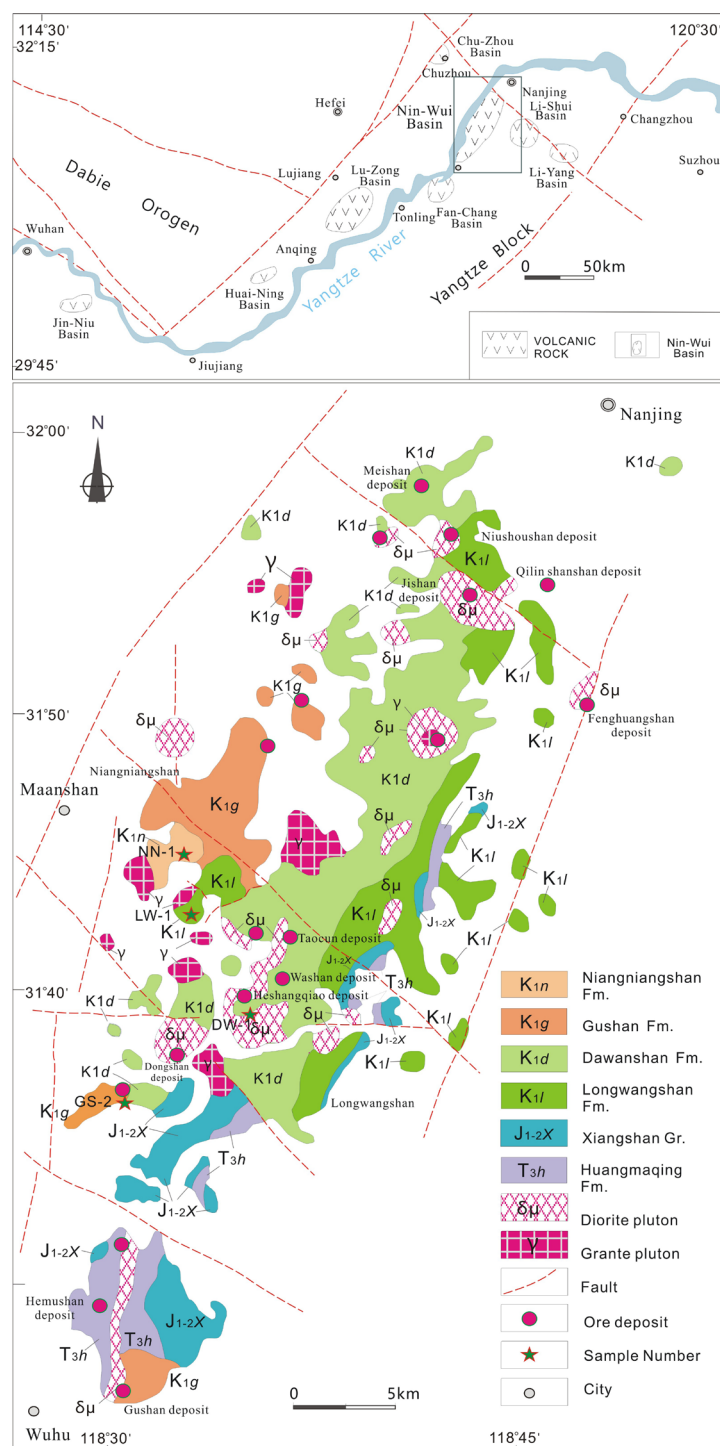 114°30'
120°30'
32°15'
Chu-Zhou
Basin
Chuzhou
Nanjing
Hefei
Nin-Wui
Basin
Li-Shui
Basin
Changzhou
Dabie
Orogen
Lujiang
Lu-Zong
Basin
Li-Yang
Basin
Suzhou
Tonling
Fan-Chang
Basin
Wuhan
Anqing
Yangtze River
Yangtze Block
Huai-Ning
Basin
0 50km
Jin-Niu
Basin
VOLCANIC
ROCK
Nin-Wui
Basin
29°45'
Jiujiang
Nanjing
N
32°00'
K1d
Meishan
deposit
K1d
K1d
K1d
δμ
Niushoushan deposit
K1l
γ
Qilin shanshan deposit
Jishan
deposit
K1d
δμ
K1g
δμ
δμ
K1l
K1g
δμ
31°50'
γ
δμ
Fenghuangshan
deposit
δμ
K1l
Niangniangshan
K1d
Maanshan
K1g
T3h
J1-2X
δμ
K1n
NN-1
γ
K1l
K1l
K1l
γ
LW-1
K1l
δμ
K1l
J1-2X
δμ
Taocun deposit
γ
J1-2X
T3h
K1l
Washan deposit
31°40'
Heshangqiao deposit
K1d
K1d
DW-1
δμ
δμ
δμ
K1l
J1-2X
Dongshan
deposit
γ
K1l
K1d
K1d
GS-2
K1g
Longwangshan
J1-2X
T3h
J1-2X
J1-2X
Hemushan
deposit
J1-2X
T3h
T3h
K1g
δμ
Gushan deposit
Wuhu
118°30'
0 5km
118°45'
K1n Niangniangshan
Fm.
K1g Gushan Fm.
K1d Dawanshan Fm.
K1l Longwangshan
Fm.
J1-2X Xiangshan Gr.
T3h Huangmaqing
Fm.
δμ Diorite pluton
γ Grante pluton
Fault
Ore deposit
Sample Number
City